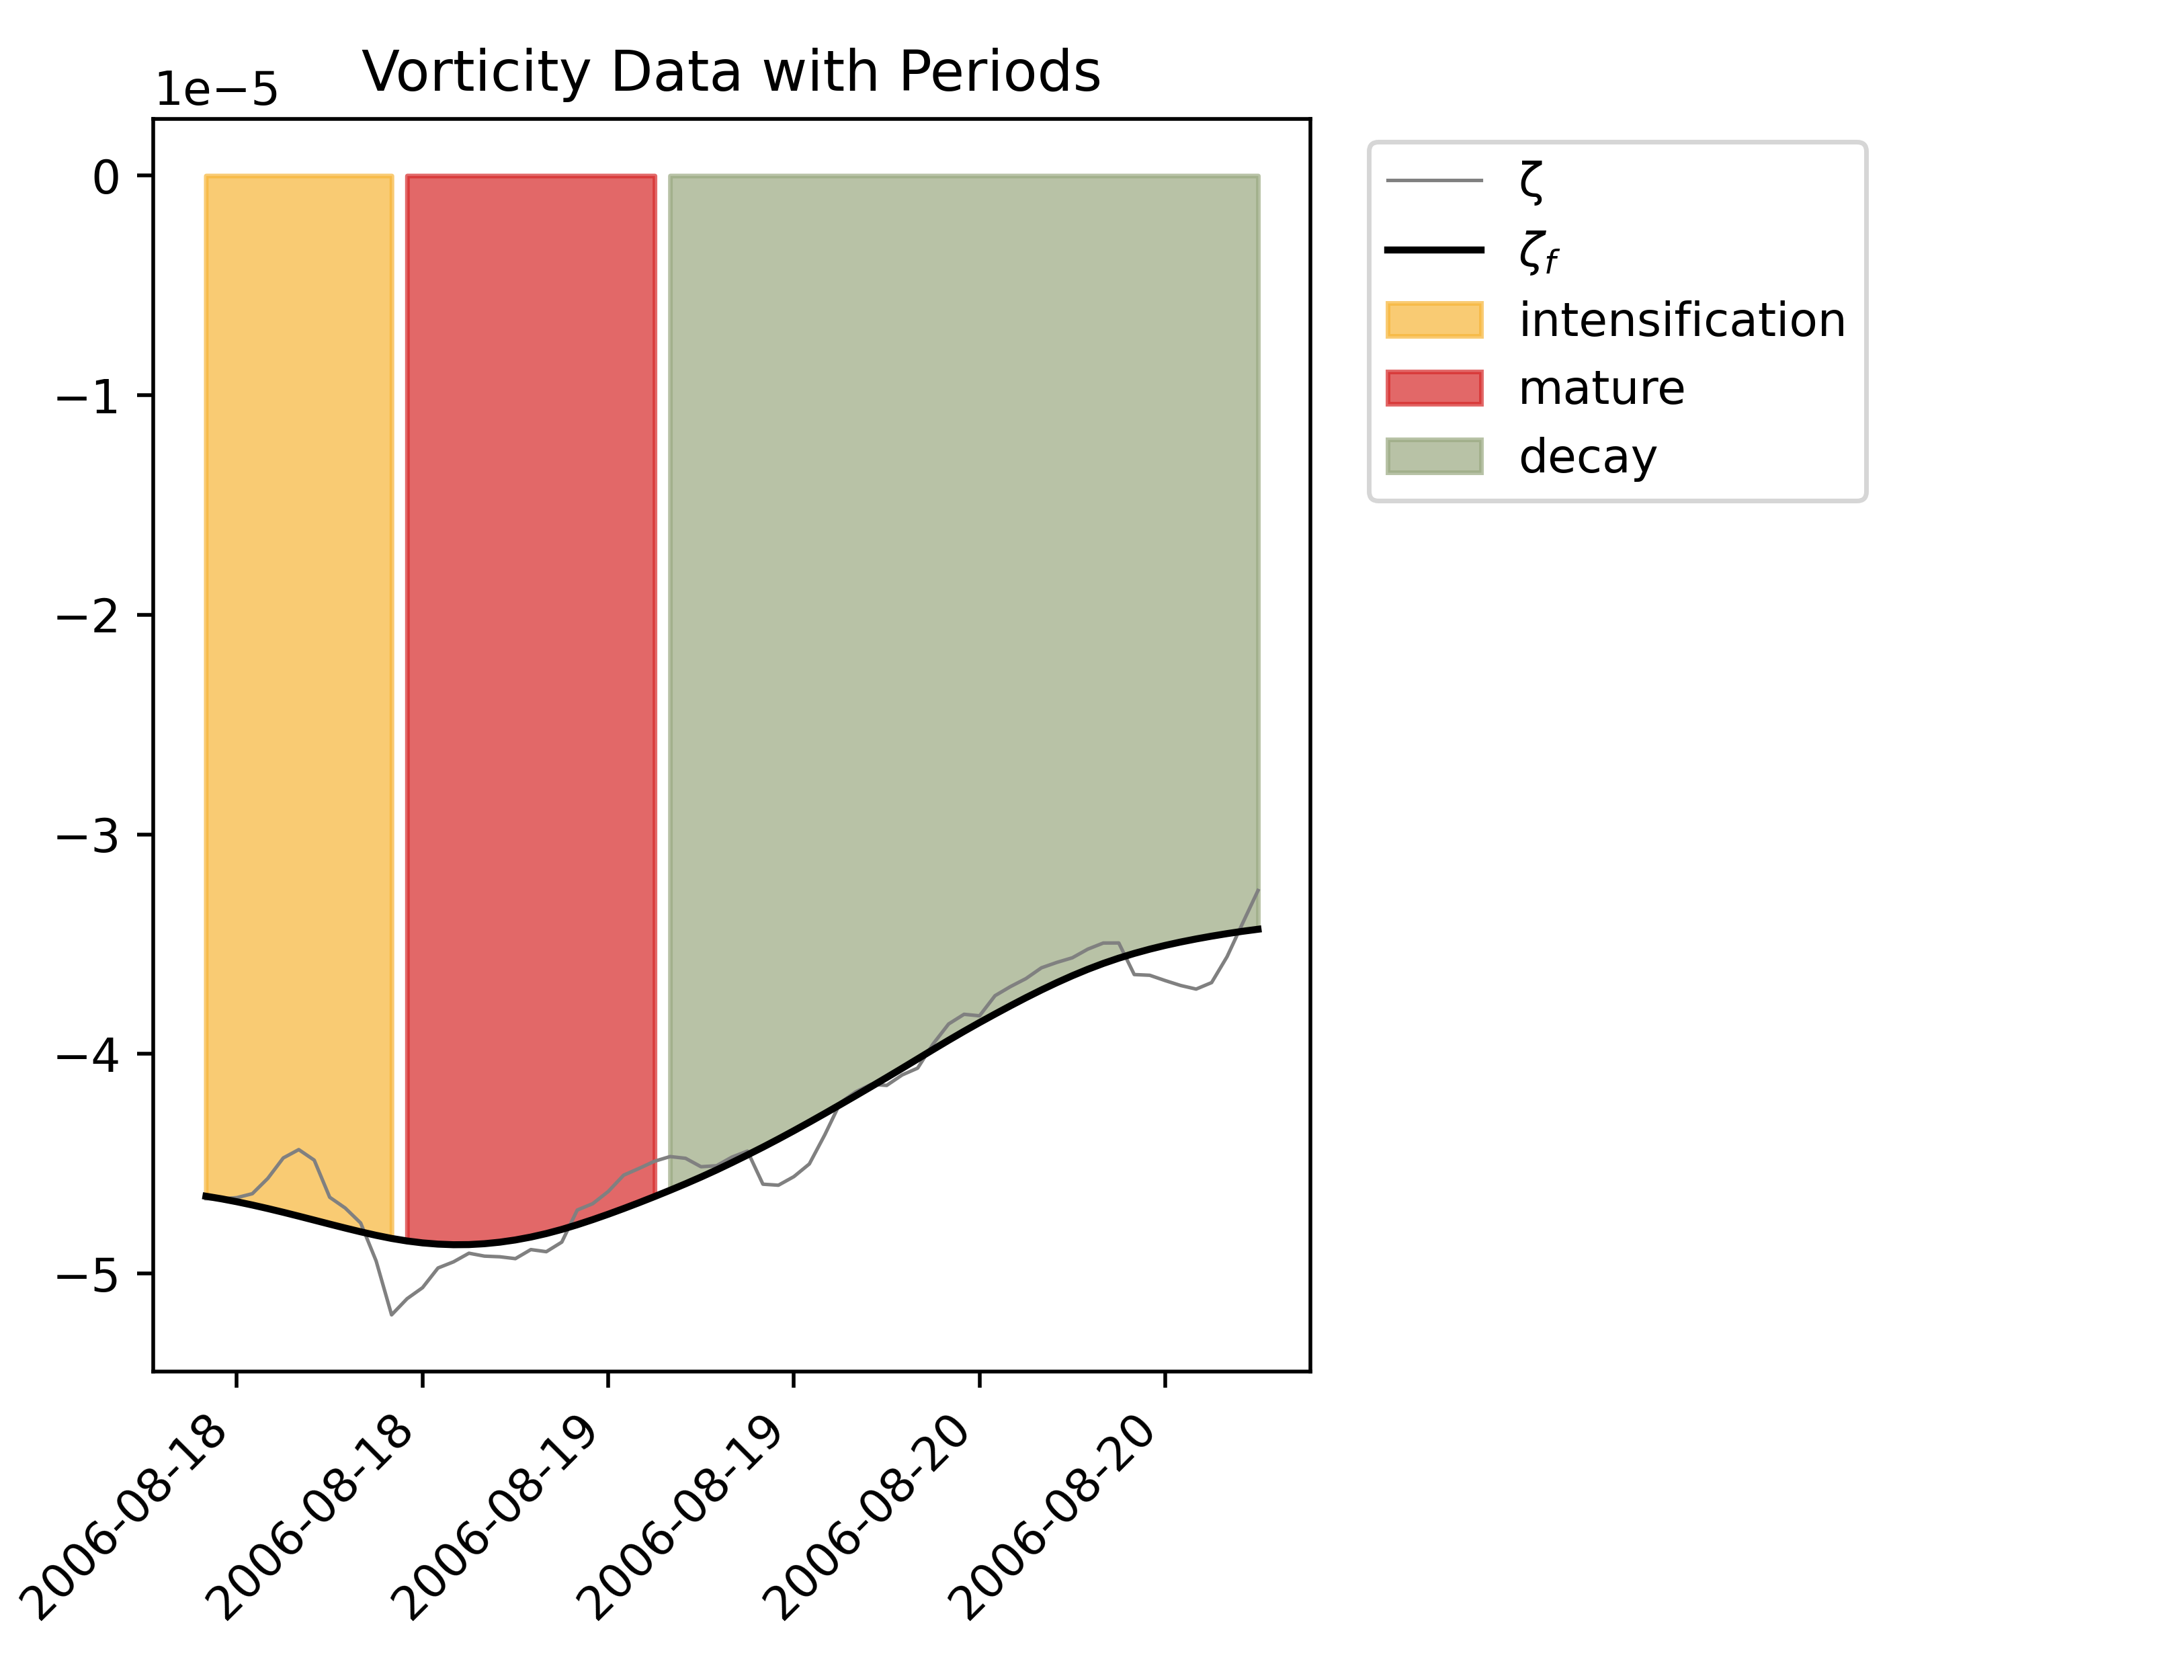 Vorticity Data with Periods
1e−5
0
−1
−2
−3
−4
−5
2006-08-18
2006-08-18
2006-08-19
2006-08-19
2006-08-20
2006-08-20
ζ
ζf
intensification
mature
decay